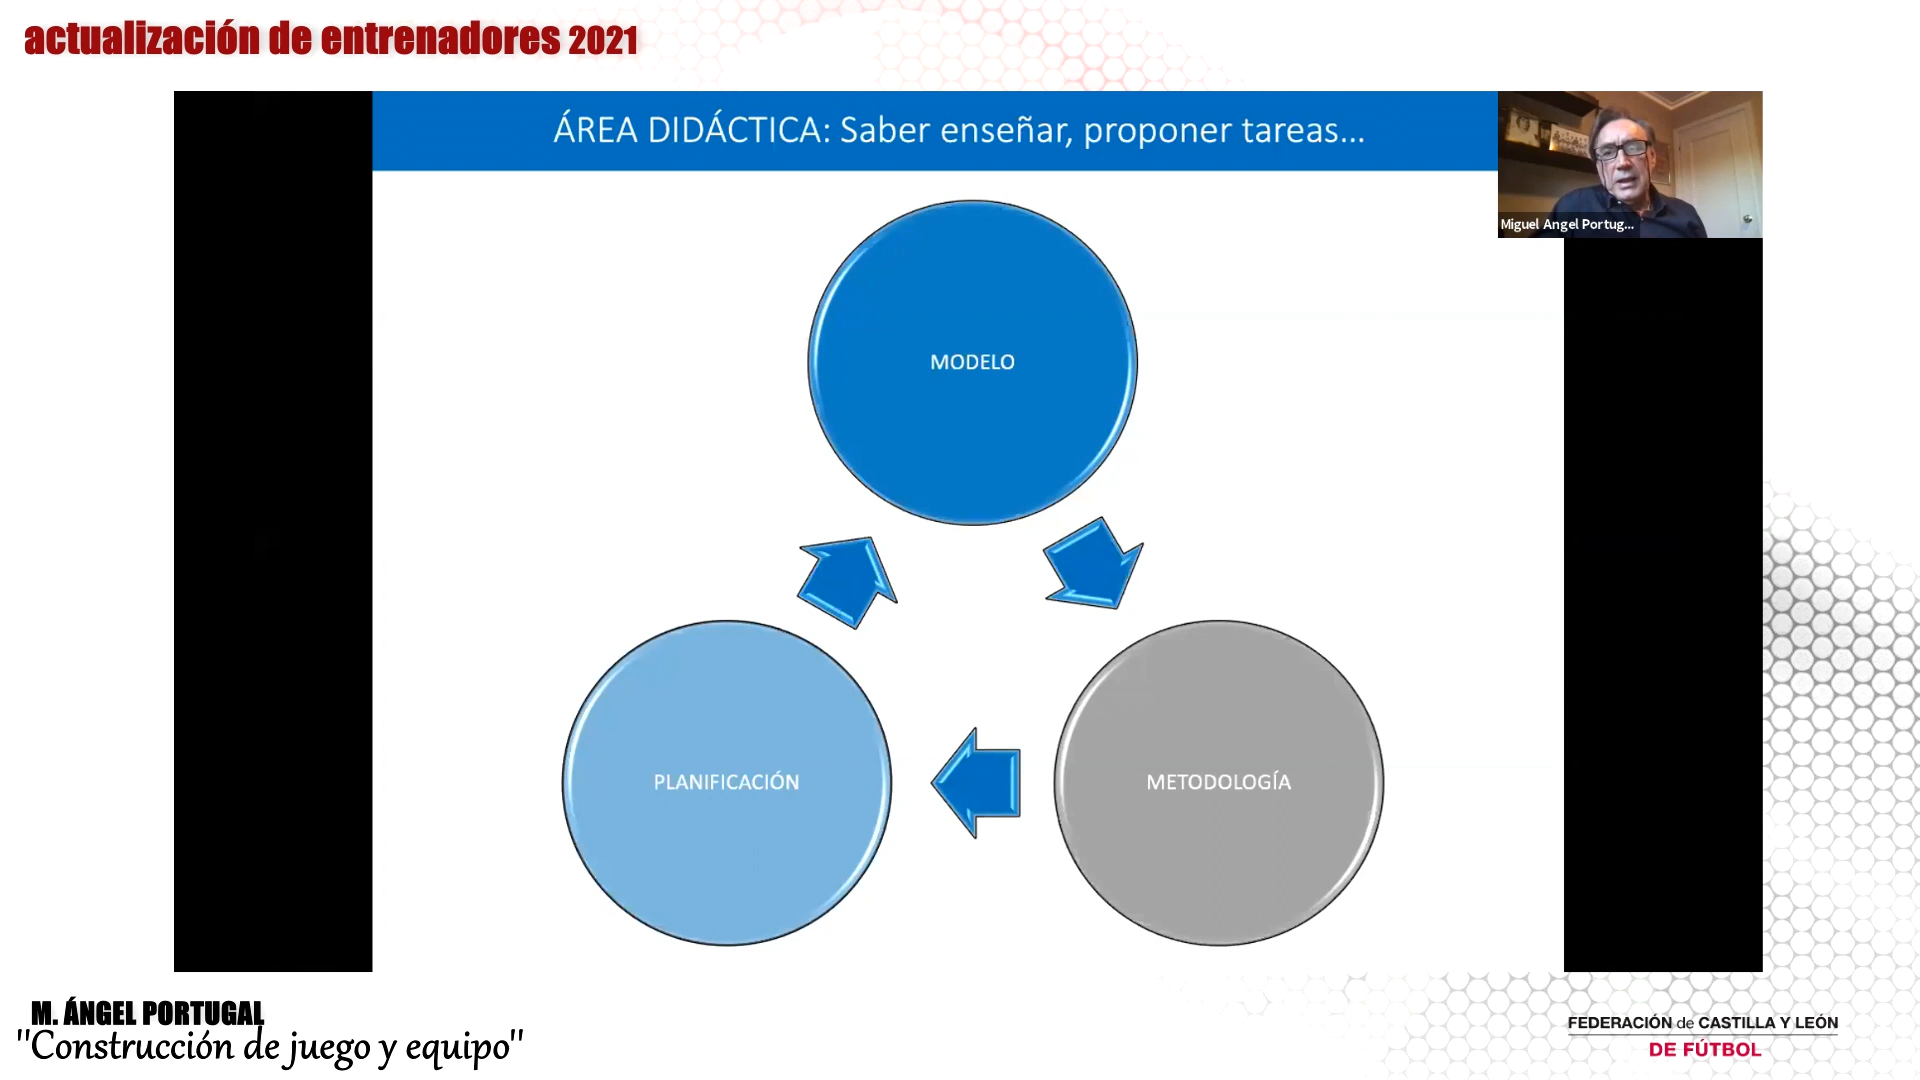 actualización de entrenadores 2021
ÁREA DIDÁCTICA: Saber enseñar, proponer tareas...
Miguel Angel Portug...
MODELO
PLANIFICACIÓN
METODOLOGÍA
M. ÁNGEL PORTUGAL
"Construcción de juego y equipo"
FEDERACIÓN de CASTILLA Y LEÓN
DE FÚTBOL